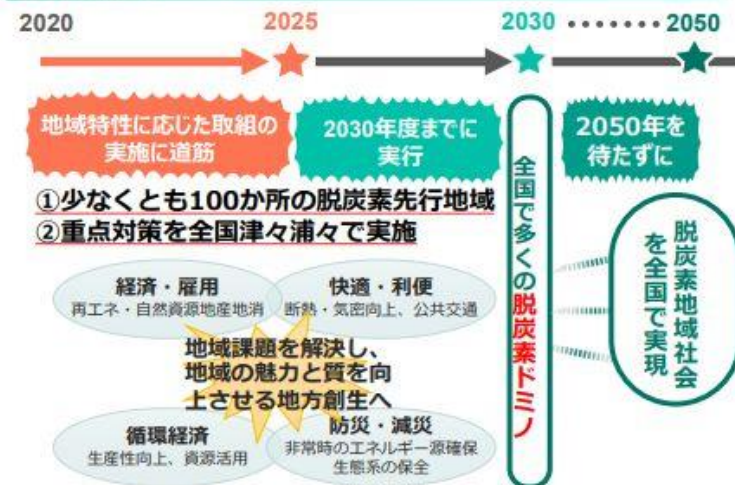 2020
2025
2030
・・・・・・・
2050
地域特性に応じた取組の
実施に道筋
2030年度までに
実行
2050年を
待たずに
①少なくとも100か所の脱炭素先行地域
②重点対策を全国津々浦々で実施
経済・雇用
再エネ・自然資源地産地消
快適・利便
断熱・気密向上、公共交通
地域課題を解決し、
地域の魅力と質を向
上させる地方創生へ
循環経済
生産性向上、資源活用
防災・減災
非常時のエネルギー源確保
生態系の保全
全国で多くの脱炭素ドミノ
脱炭素地域社会
を全国で実現